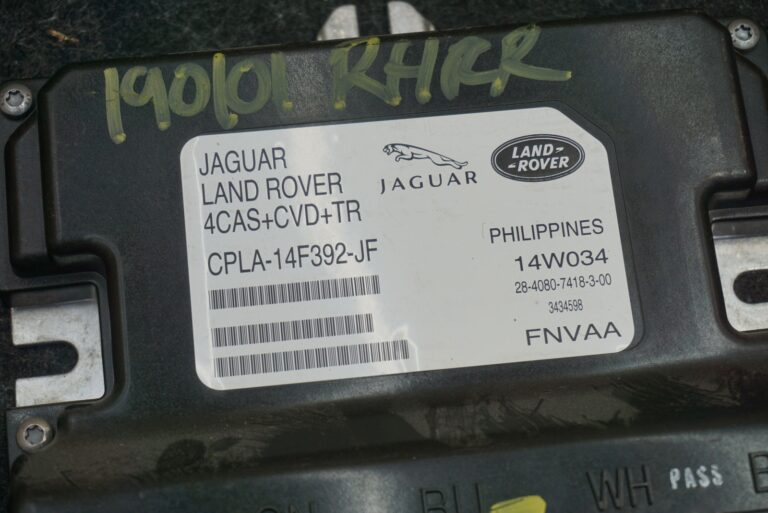 190101 RHRR
JAGUAR
LAND ROVER
4CAS+CVD+TR
CPLA-14F392-JF
JAGUAR
LAND-
-ROVER
PHILIPPINES
14W034
28-4080-7418-3-00
3434598
FNVAA
BU
WH
PASS